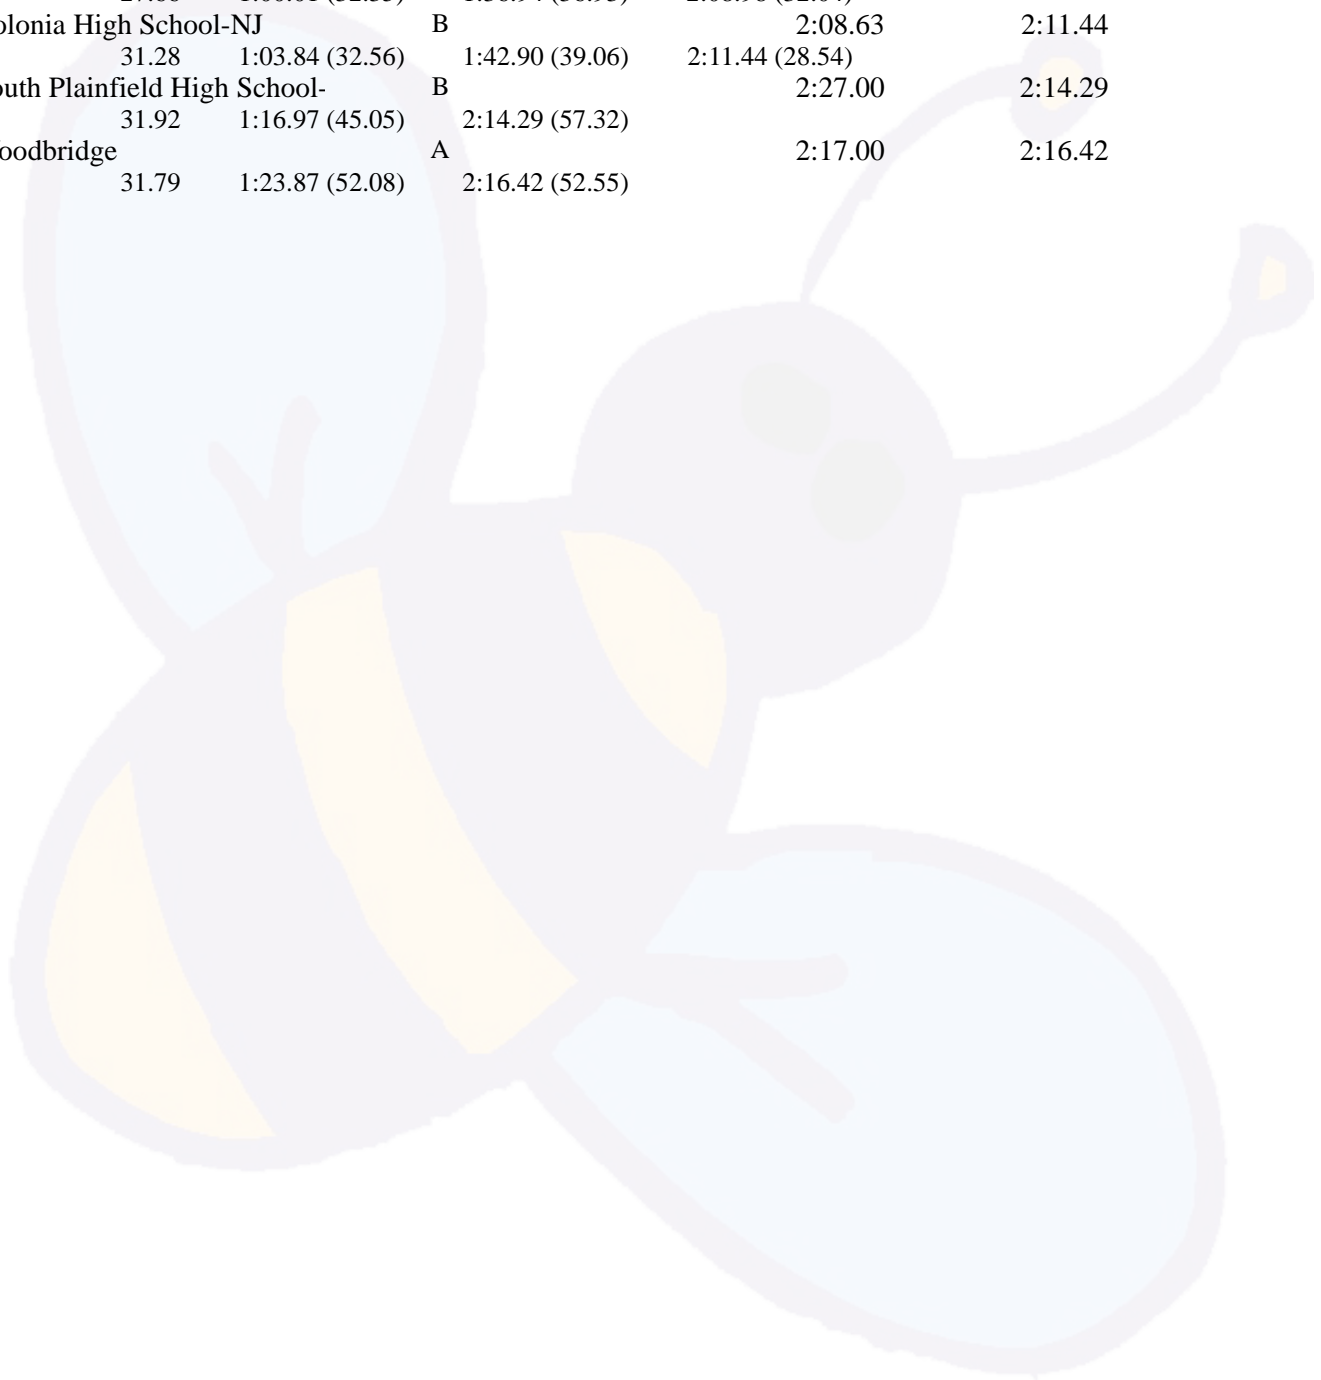 olonia High School-NJ B 2:08.63 2:11.44
31.28 1:03.84 (32.56) 1:42.90 (39.06) 2:11.44 (28.54)
outh Plainfield High School- B 2:27.00 2:14.29
31.92 1:16.97 (45.05) 2:14.29 (57.32)
oodbridge A 2:17.00 2:16.42
31.79 1:23.87 (52.08) 2:16.42 (52.55)